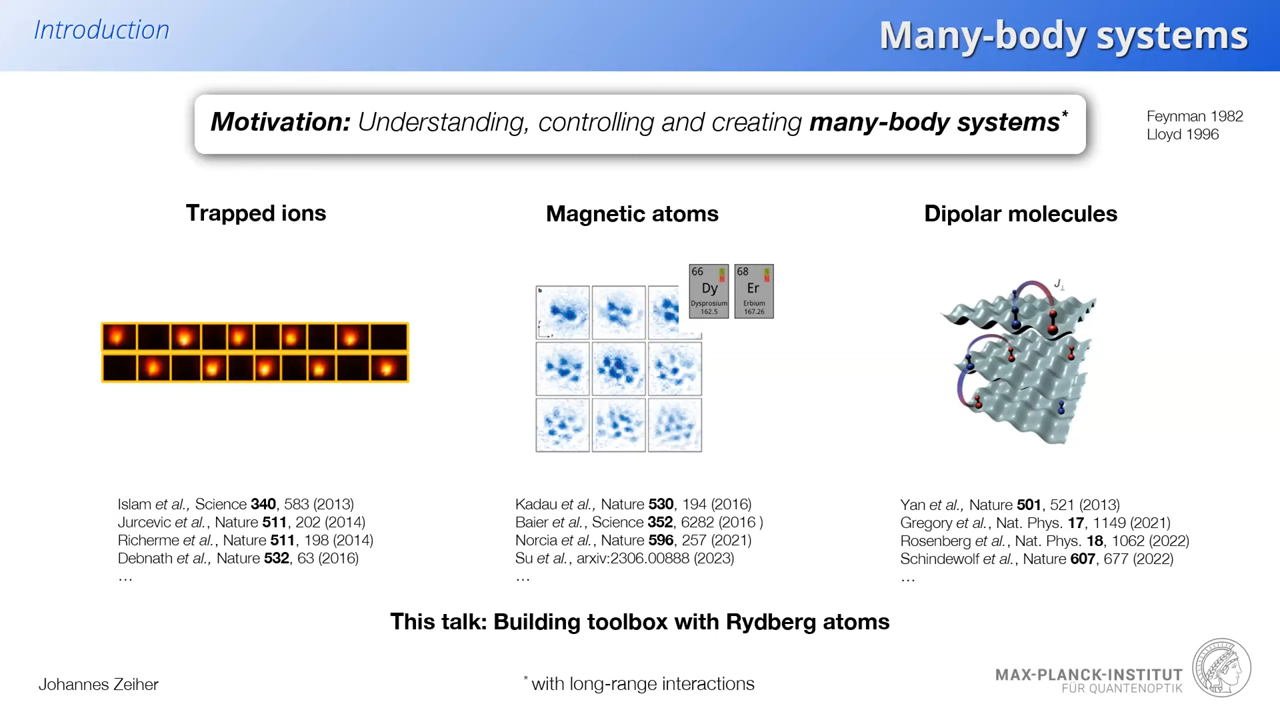 Introduction
Many-body systems
Motivation: Understanding, controlling and creating many-body systems*
Feynman 1982
Lloyd 1996
Trapped ions
Magnetic atoms
Dipolar molecules
b
66
Dy
Dysprosium
162.5
68
Er
Erbium
167.26
J⊥
Islam et al., Science 340, 583 (2013)
Jurcevic et al., Nature 511, 202 (2014)
Richerme et al., Nature 511, 198 (2014)
Debnath et al., Nature 532, 63 (2016)
…
Kadau et al., Nature 530, 194 (2016)
Baier et al., Science 352, 6282 (2016 )
Norcia et al., Nature 596, 257 (2021)
Su et al., arxiv:2306.00888 (2023)
…
Yan et al., Nature 501, 521 (2013)
Gregory et al., Nat. Phys. 17, 1149 (2021)
Rosenberg et al., Nat. Phys. 18, 1062 (2022)
Schindewolf et al., Nature 607, 677 (2022)
…
This talk: Building toolbox with Rydberg atoms
Johannes Zeiher
* with long-range interactions
MAX-PLANCK-INSTITUT
FÜR QUANTENOPTIK